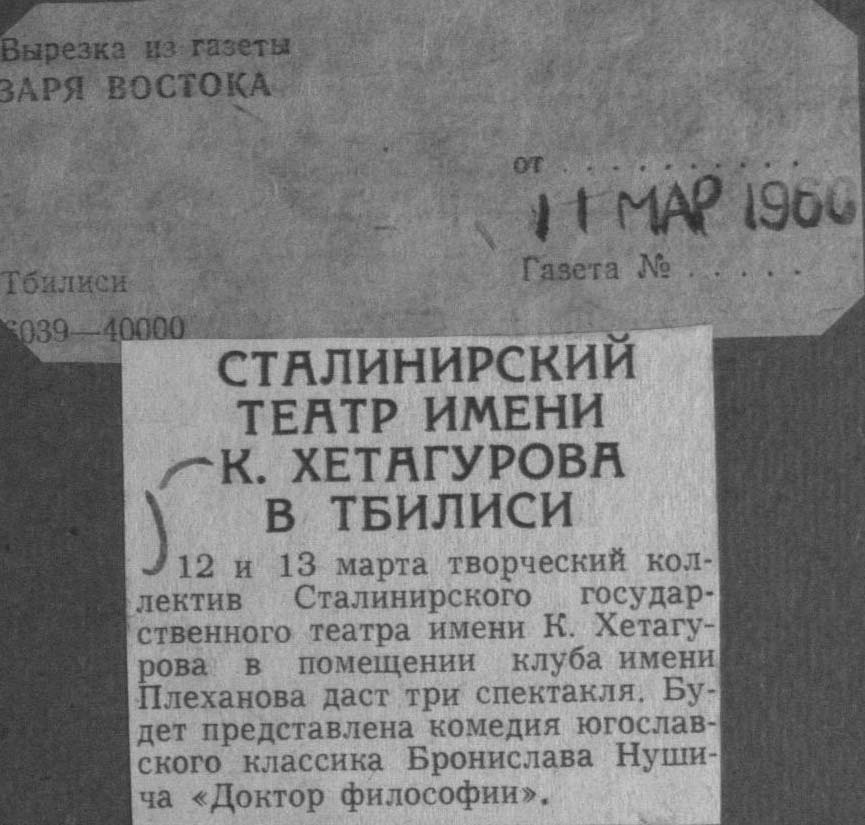 Вырезка из газеты
ЗАРЯ ВОСТОКА
от . . . . . . . . . .
11 МАР 1960
Тбилиси
Газета № . . . . .
6039—40000
СТАЛИНИРСКИЙ
ТЕАТР ИМЕНИ
К. ХЕТАГУРОВА
В ТБИЛИСИ
12 и 13 марта творческий кол-
лектив Сталинирского государ-
ственного театра имени К. Хетагу-
рова в помещении клуба имени
Плеханова даст три спектакля. Бу-
дет представлена комедия югослав-
ского классика Бронислава Нуши-
ча «Доктор философии».